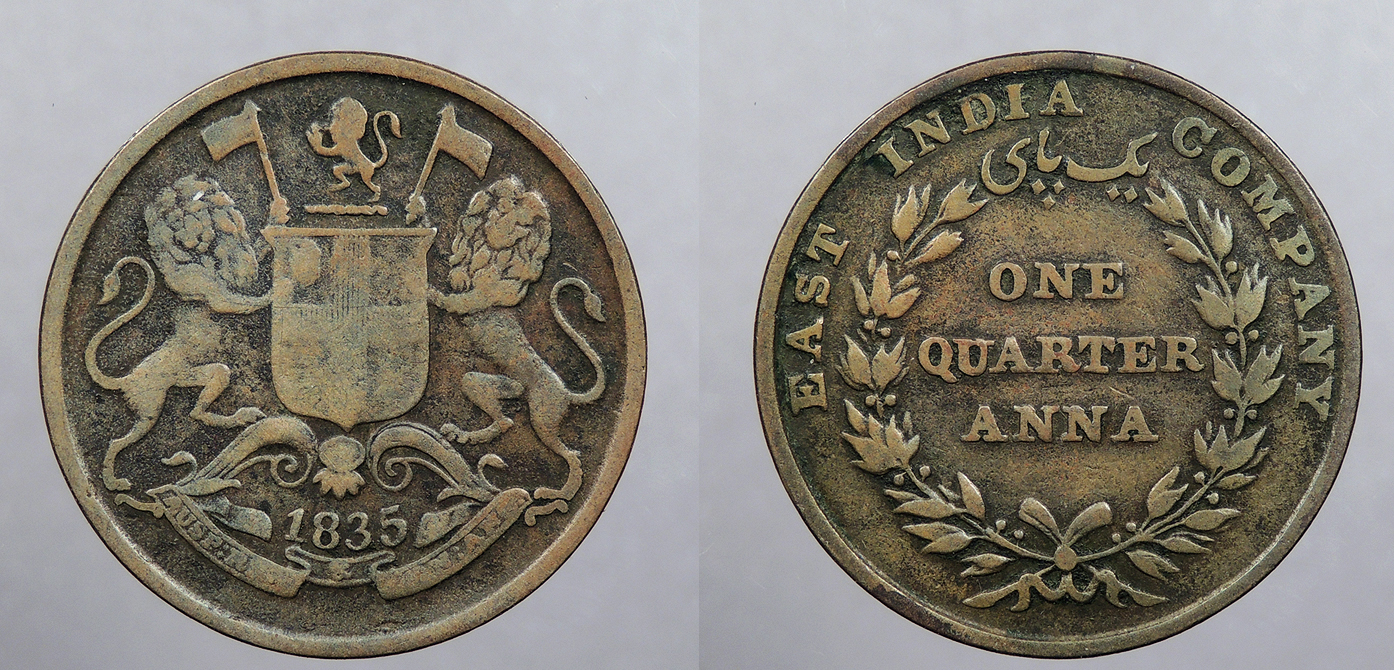 1835
EAST INDIA COMPANY
یک پای
ONE
QUARTER
ANNA